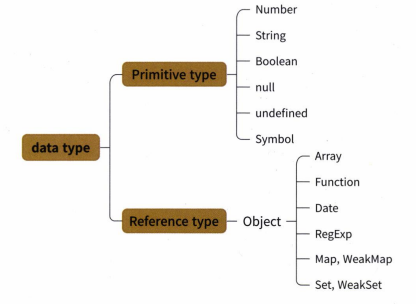 Number
String
Boolean
Primitive type
null
undefined
Symbol
data type
Array
Function
Date
Reference type
Object
RegExp
Map, WeakMap
Set, WeakSet